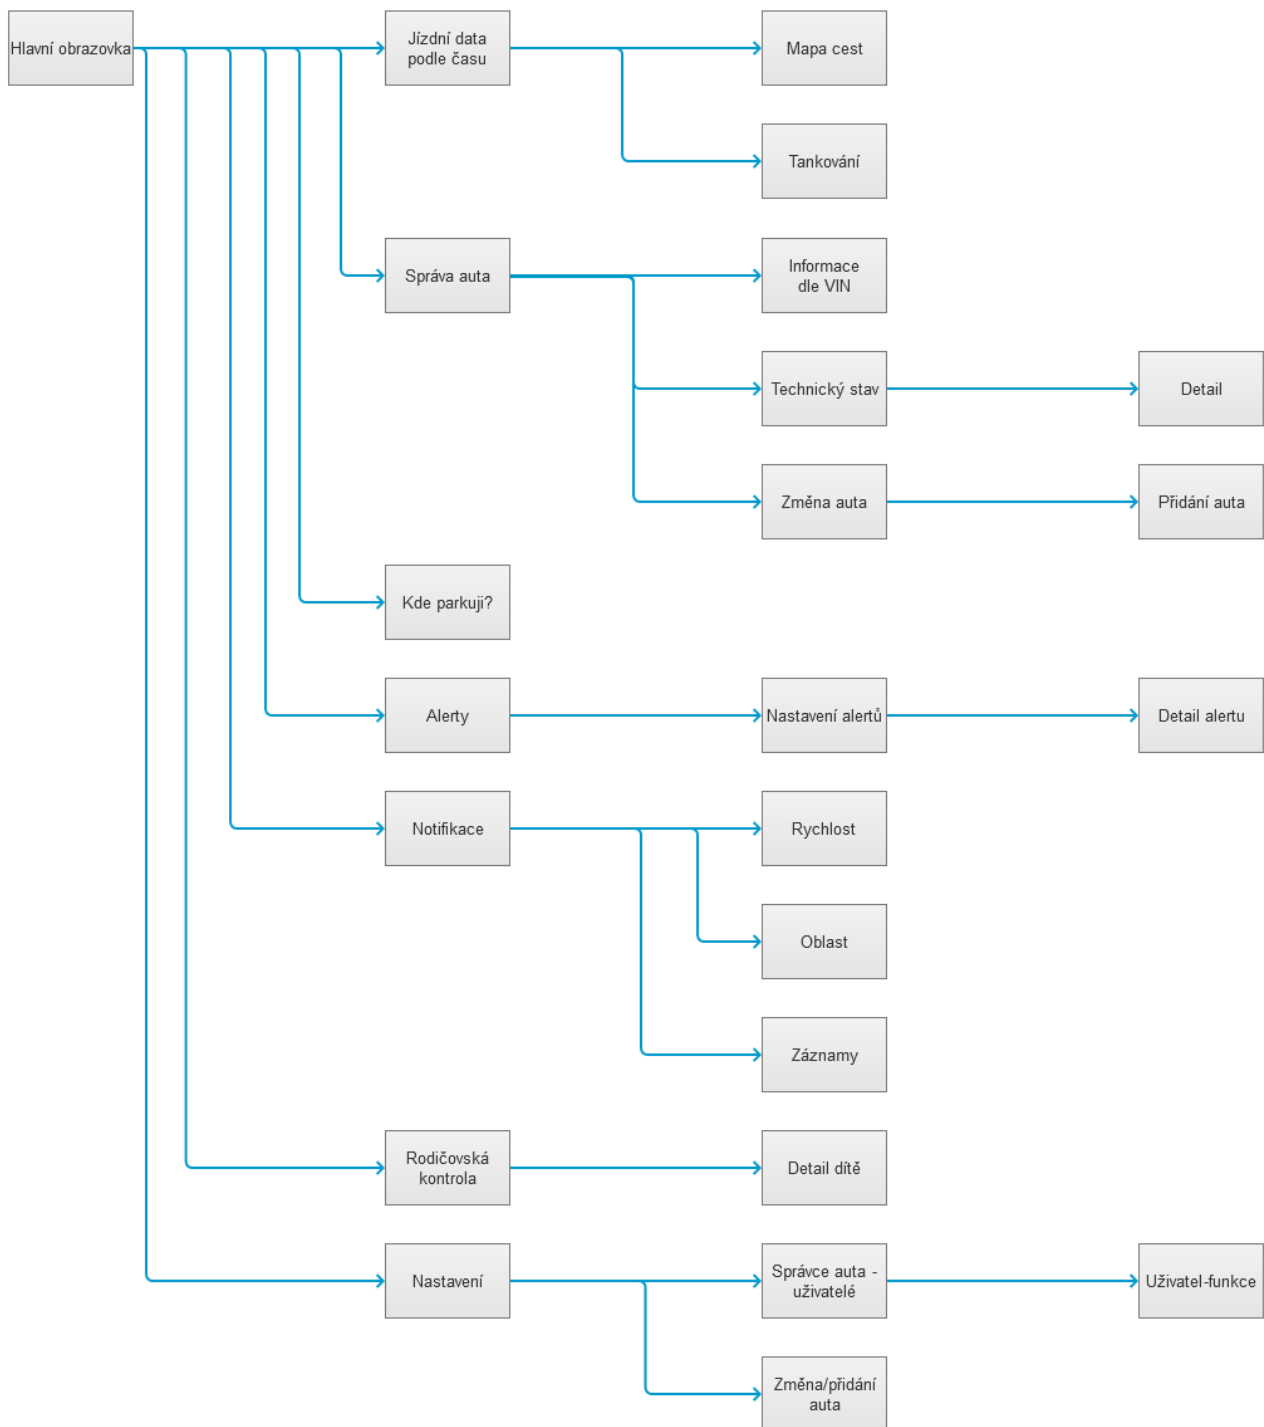 Hlavní obrazovka
Jízdní data
podle času
Mapa cest
Tankování
Správa auta
Informace
dle VIN
Technický stav
Detail
Změna auta
Přidání auta
Kde parkuji?
Alerty
Nastavení alertů
Detail alertu
Notifikace
Rychlost
Oblast
Záznamy
Rodičovská
kontrola
Detail dítě
Nastavení
Správce auta -
uživatelé
Uživatel-funkce
Změna/přidání
auta